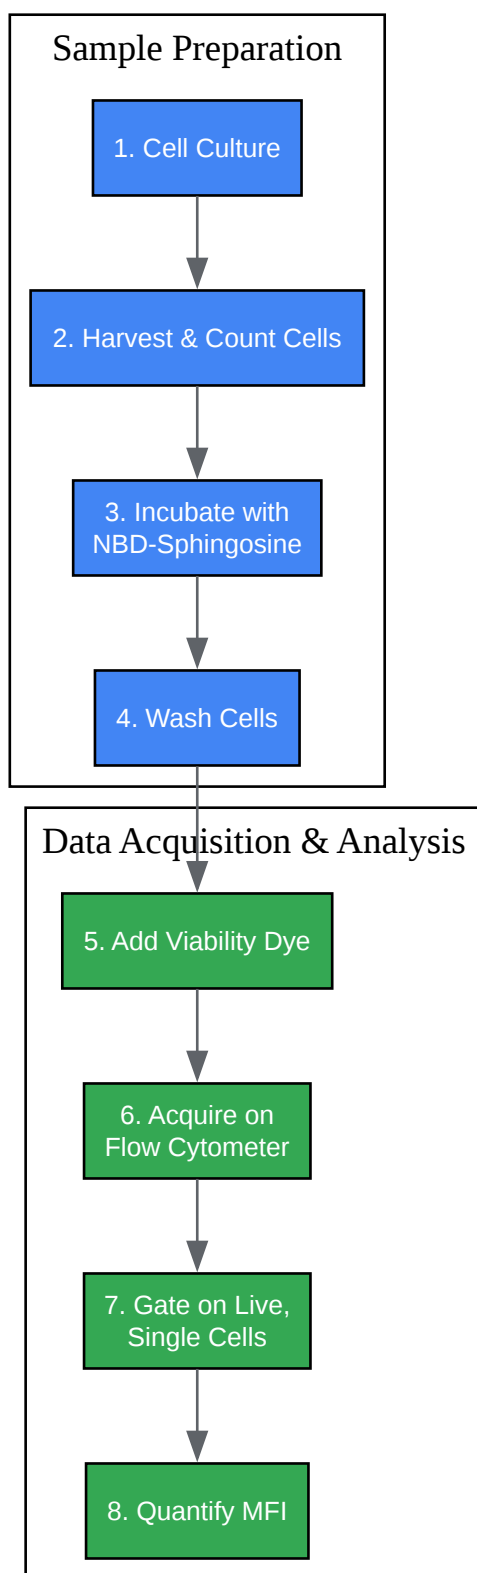 Sample Preparation
1. Cell Culture
2. Harvest & Count Cells
3. Incubate with
NBD-Sphingosine
4. Wash Cells
Data Acquisition & Analysis
5. Add Viability Dye
6. Acquire on
Flow Cytometer
7. Gate on Live,
Single Cells
8. Quantify MFI